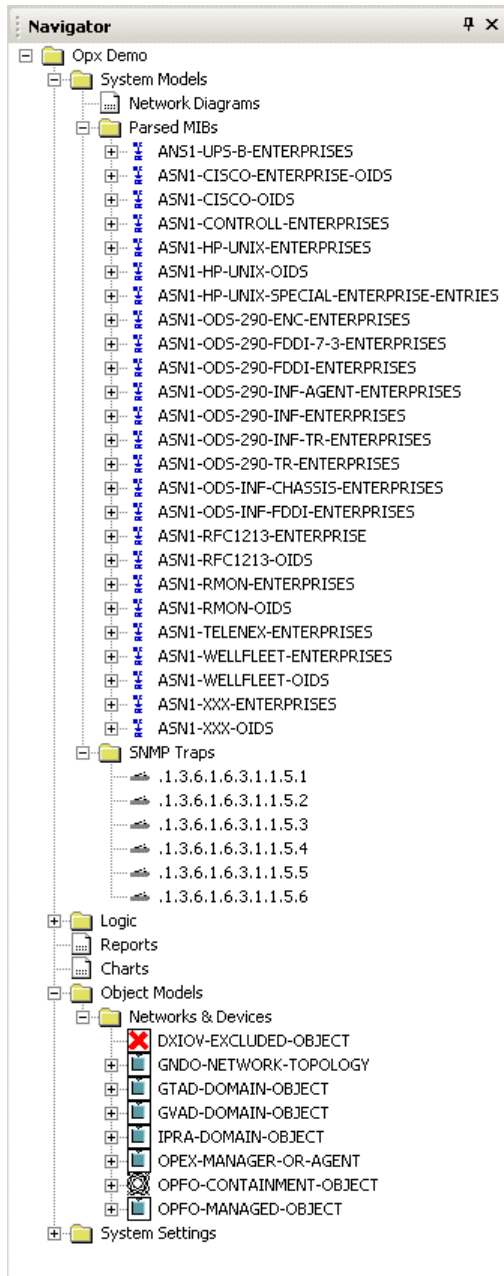 Navigator
Opx Demo
System Models
Network Diagrams
Parsed MIBs
ANS1-UPS-B-ENTERPRISES
ASN1-CISCO-ENTERPRISE-OIDS
ASN1-CISCO-OIDS
ASN1-CONTROLL-ENTERPRISES
ASN1-HP-UNIX-ENTERPRISES
ASN1-HP-UNIX-OIDS
ASN1-HP-UNIX-SPECIAL-ENTERPRISE-ENTRIES
ASN1-ODS-290-ENC-ENTERPRISES
ASN1-ODS-290-FDDI-7-3-ENTERPRISES
ASN1-ODS-290-FDDI-ENTERPRISES
ASN1-ODS-290-INF-AGENT-ENTERPRISES
ASN1-ODS-290-INF-ENTERPRISES
ASN1-ODS-290-INF-TR-ENTERPRISES
ASN1-ODS-290-TR-ENTERPRISES
ASN1-ODS-INF-CHASSIS-ENTERPRISES
ASN1-ODS-INF-FDDI-ENTERPRISES
ASN1-RFC1213-ENTERPRISE
ASN1-RFC1213-OIDS
ASN1-RMON-ENTERPRISES
ASN1-RMON-OIDS
ASN1-TELENEX-ENTERPRISES
ASN1-WELLFLEET-ENTERPRISES
ASN1-WELLFLEET-OIDS
ASN1-XXX-ENTERPRISES
ASN1-XXX-OIDS
SNMP Traps
.1.3.6.1.6.3.1.1.5.1
.1.3.6.1.6.3.1.1.5.2
.1.3.6.1.6.3.1.1.5.3
.1.3.6.1.6.3.1.1.5.4
.1.3.6.1.6.3.1.1.5.5
.1.3.6.1.6.3.1.1.5.6
Logic
Reports
Charts
Object Models
Networks & Devices
DXIOV-EXCLUDED-OBJECT
GNDO-NETWORK-TOPOLOGY
GTAD-DOMAIN-OBJECT
GVAD-DOMAIN-OBJECT
IPRA-DOMAIN-OBJECT
OPEX-MANAGER-OR-AGENT
OPFO-CONTAINMENT-OBJECT
OPFO-MANAGED-OBJECT
System Settings